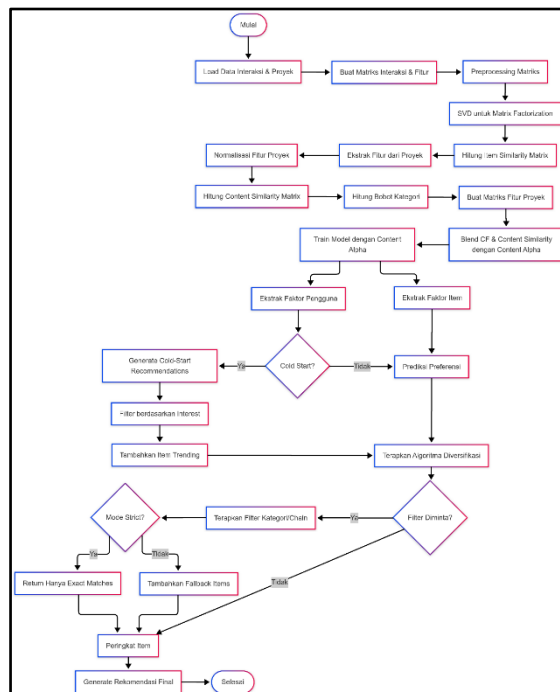 Mulai
Load Data Interaksi & Proyek
Buat Matriks Interaksi & Fitur
Preprocessing Matriks
SVD untuk Matrix Factorization
Hitung Item Similarity Matrix
Ekstrak Fitur dari Proyek
Normalisasi Fitur Proyek
Hitung Content Similarity Matrix
Hitung Bobot Kategori
Buat Matriks Fitur Proyek
Blend CF & Content Similarity
dengan Content Alpha
Train Model dengan Content
Alpha
Ekstrak Faktor Pengguna
Ekstrak Faktor Item
Cold Start?
Ya
Tidak
Generate Cold-Start
Recommendations
Prediksi Preferensi
Filter berdasarkan Interest
Tambahkan Item Trending
Terapkan Algoritma Diversifikasi
Filter Diminta?
Ya
Tidak
Terapkan Filter Kategori/Chain
Mode Strict?
Ya
Tidak
Return Hanya Exact Matches
Tambahkan Fallback Items
Peringkat Item
Generate Rekomendasi Final
Selesai